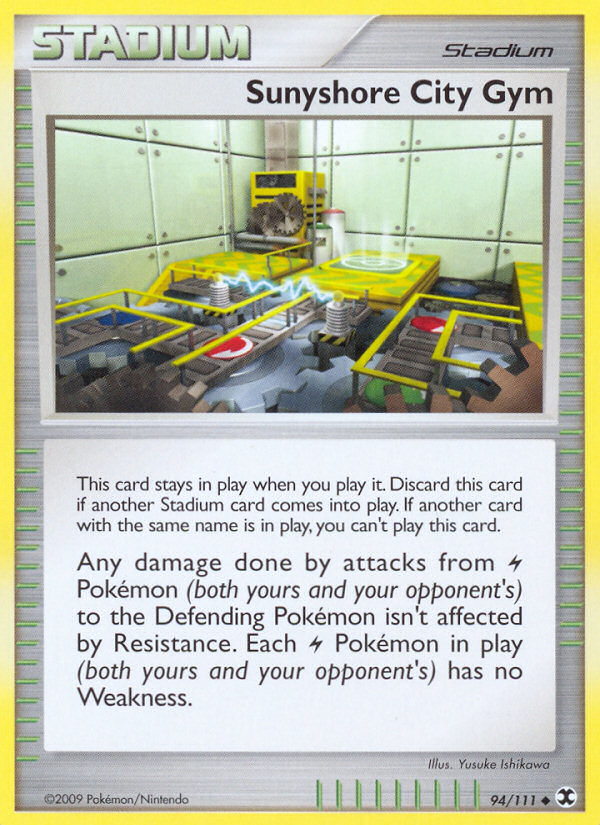 STADIUM
Stadium
Sunyshore City Gym
This card stays in play when you play it. Discard this card
if another Stadium card comes into play. If another card
with the same name is in play, you can't play this card.
Any damage done by attacks from
Pokémon (both yours and your opponent's)
to the Defending Pokémon isn't affected
by Resistance. Each Pokémon in play
(both yours and your opponent's) has no
Weakness.
Illus. Yusuke Ishikawa
©2009 Pokémon/Nintendo
94/111